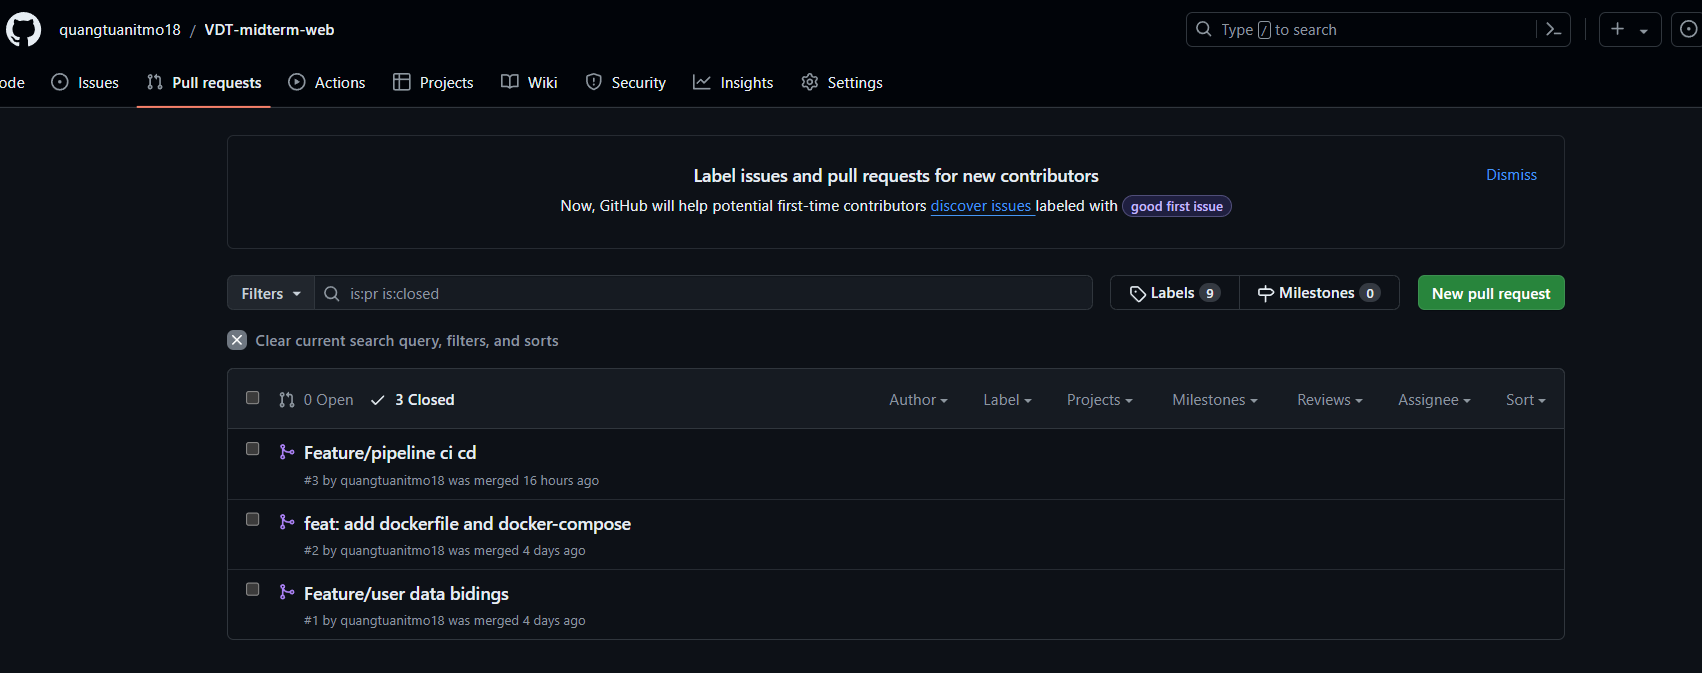 quangtuanitmo18 / VDT-midterm-web
Type / to search
ode Issues Pull requests Actions Projects Wiki Security Insights Settings
Label issues and pull requests for new contributors
Dismiss
Now, GitHub will help potential first-time contributors discover issues labeled with good first issue
Filters is:pr is:closed Labels 9 Milestones 0 New pull request
Clear current search query, filters, and sorts
0 Open 3 Closed Author Label Projects Milestones Reviews Assignee Sort
Feature/pipeline ci cd
#3 by quangtuanitmo18 was merged 16 hours ago
feat: add dockerfile and docker-compose
#2 by quangtuanitmo18 was merged 4 days ago
Feature/user data bidings
#1 by quangtuanitmo18 was merged 4 days ago